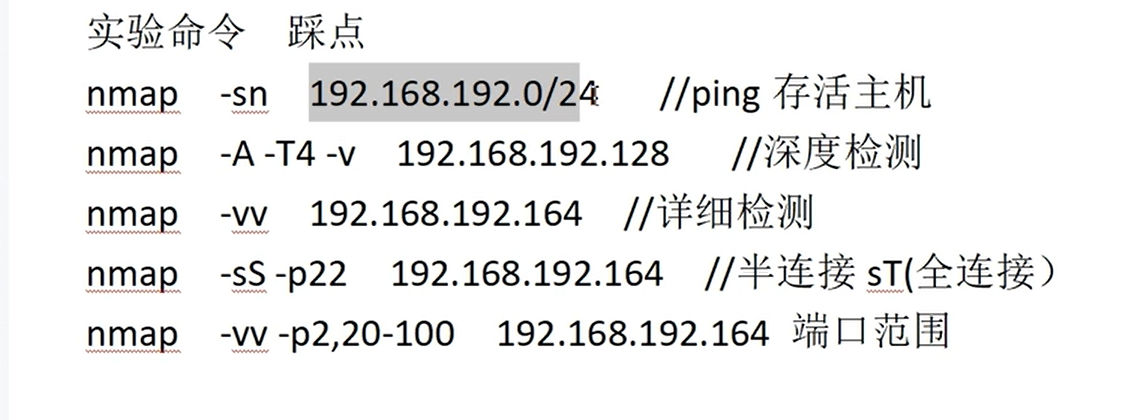 实验命令 踩点
nmap -sn 192.168.192.0/24 //ping 存活主机
nmap -A -T4 -v 192.168.192.128 //深度检测
nmap -vv 192.168.192.164 //详细检测
nmap -sS -p22 192.168.192.164 //半连接 sT(全连接）
nmap -vv -p2,20-100 192.168.192.164 端口范围